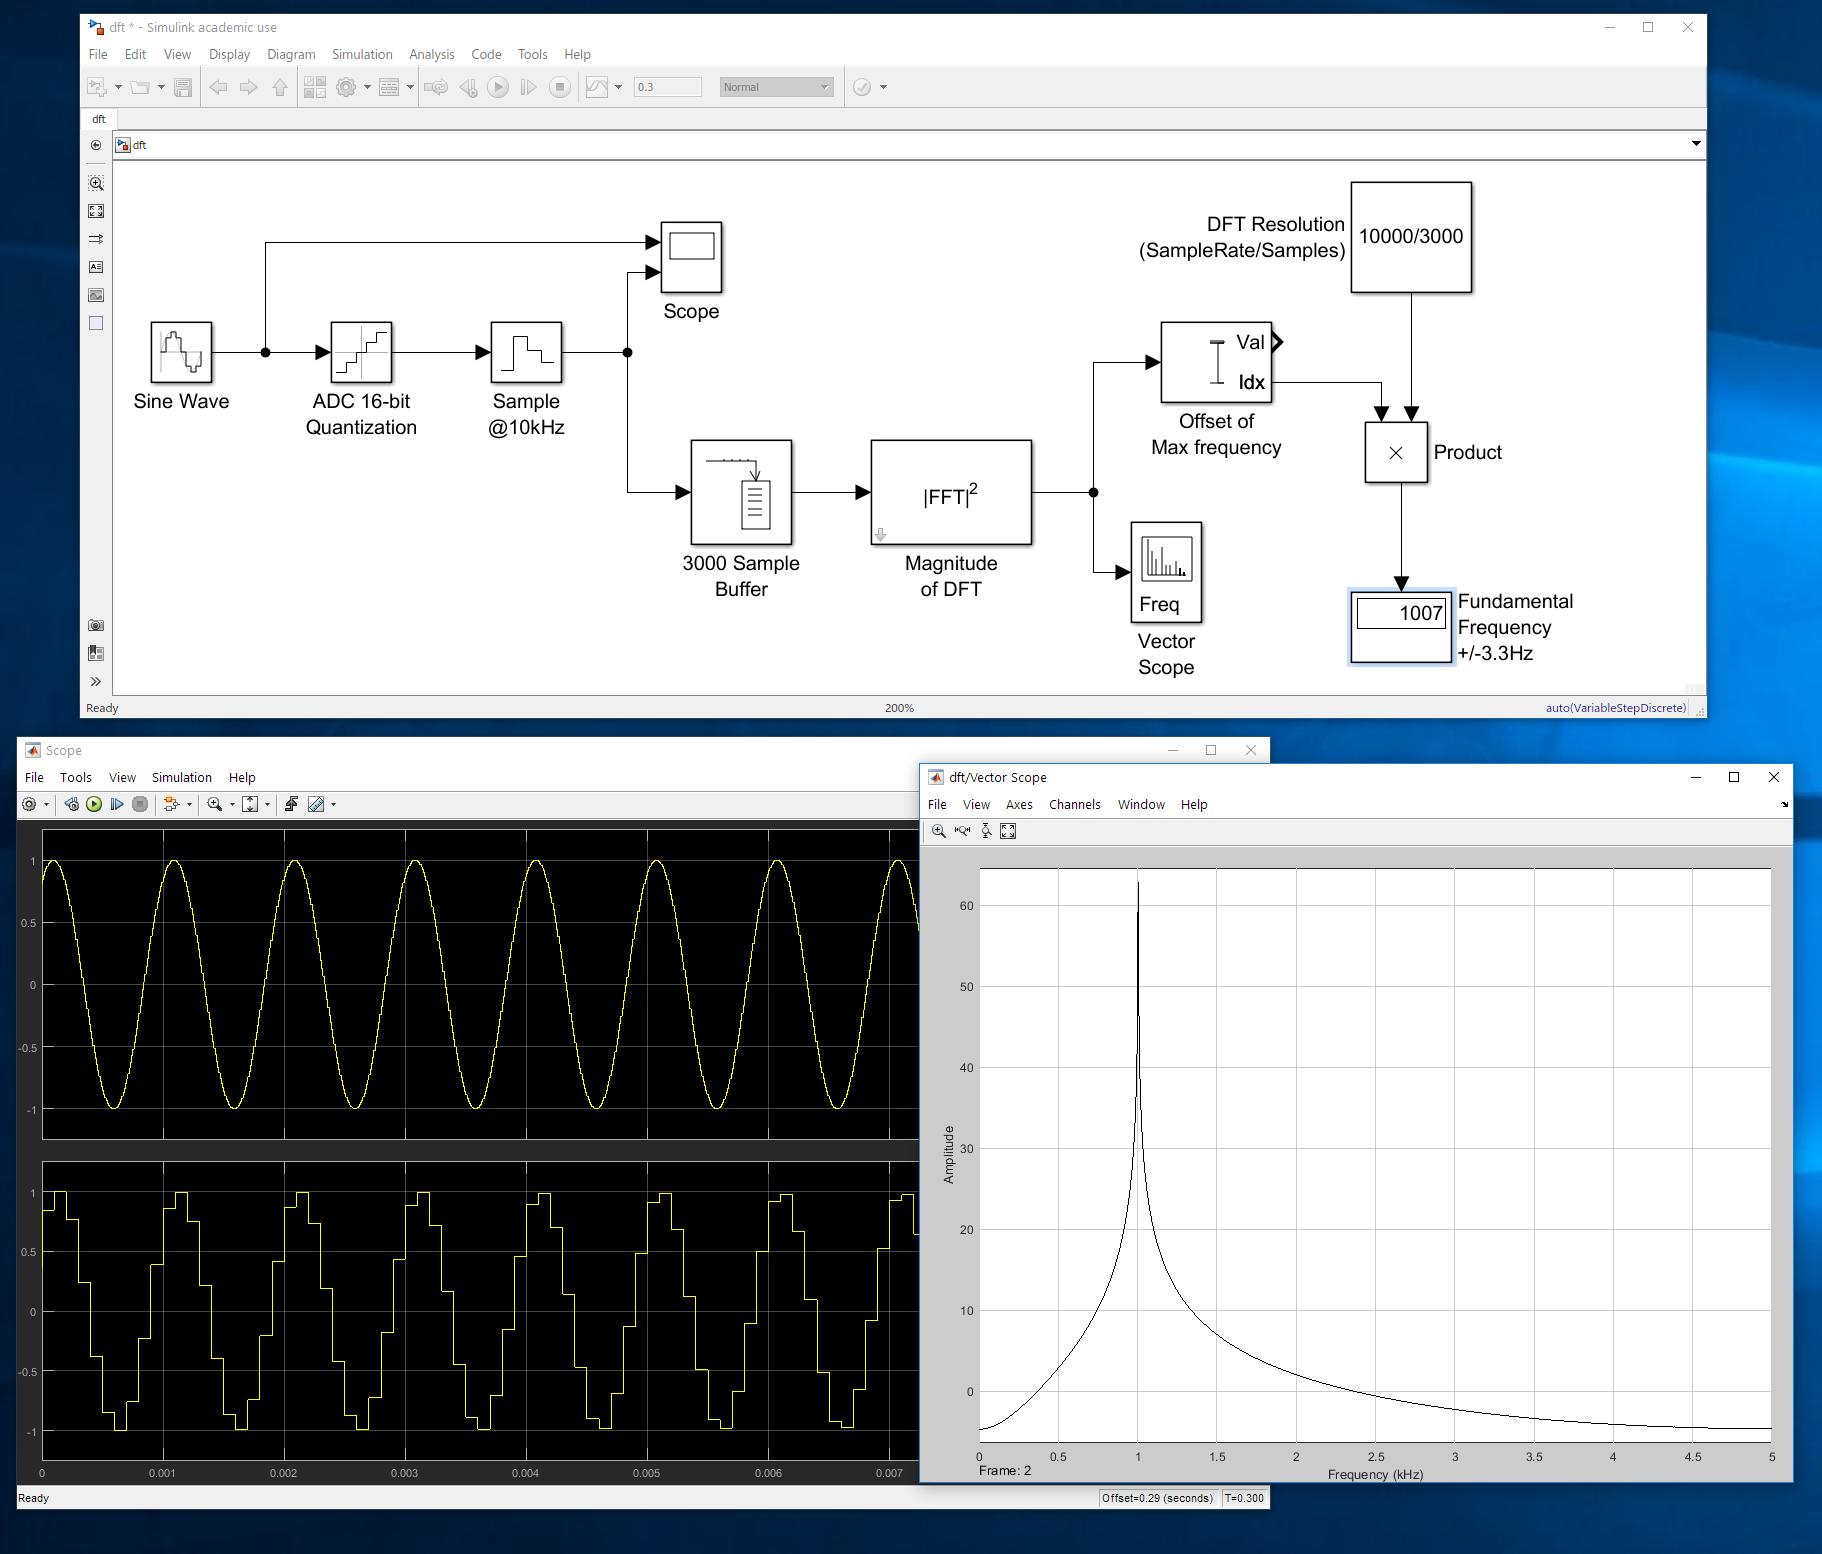 dft * - Simulink academic use
File Edit View Display Diagram Simulation Analysis Code Tools Help
0.3 Normal
dft
dft
DFT Resolution
(SampleRate/Samples)
10000/3000
Scope
Sine Wave
ADC 16-bit
Quantization
Sample
@10kHz
Val
Idx
Offset of
Max frequency
Product
3000 Sample
Buffer
|FFT|2
Magnitude
of DFT
Freq
Vector
Scope
1007
Fundamental
Frequency
+/-3.3Hz
Ready 200% auto(VariableStepDiscrete)
Scope
File Tools View Simulation Help
1
0.5
0
-0.5
-1
1
0.5
0
-0.5
-1
0 0.001 0.002 0.003 0.004 0.005 0.006 0.007
Ready Offset=0.29 (seconds) T=0.300
dft/Vector Scope
File View Axes Channels Window Help
60
50
40
30
20
10
0
Amplitude
0 0.5 1 1.5 2 2.5 3 3.5 4 4.5 5
Frame: 2 Frequency (kHz)